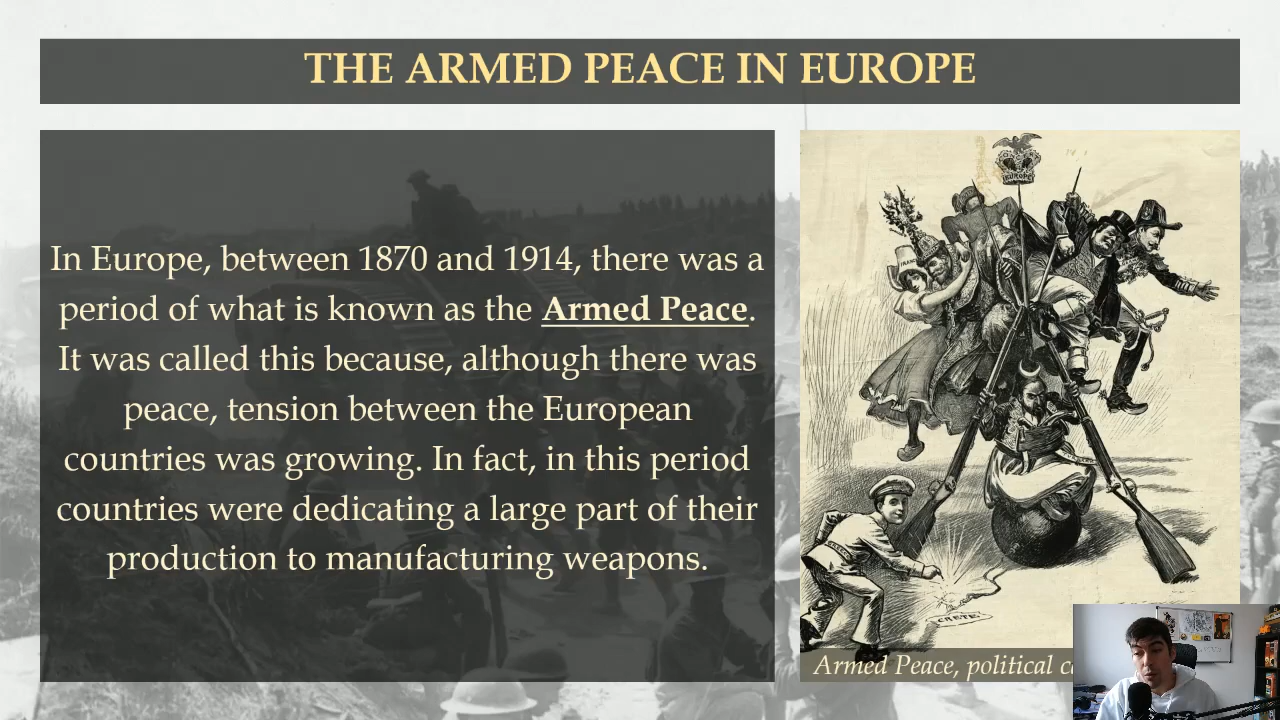 THE ARMED PEACE IN EUROPE
In Europe, between 1870 and 1914, there was a
period of what is known as the Armed Peace.
It was called this because, although there was
peace, tension between the European
countries was growing. In fact, in this period
countries were dedicating a large part of their
production to manufacturing weapons.
EUROPE
CRETE
Armed Peace, political